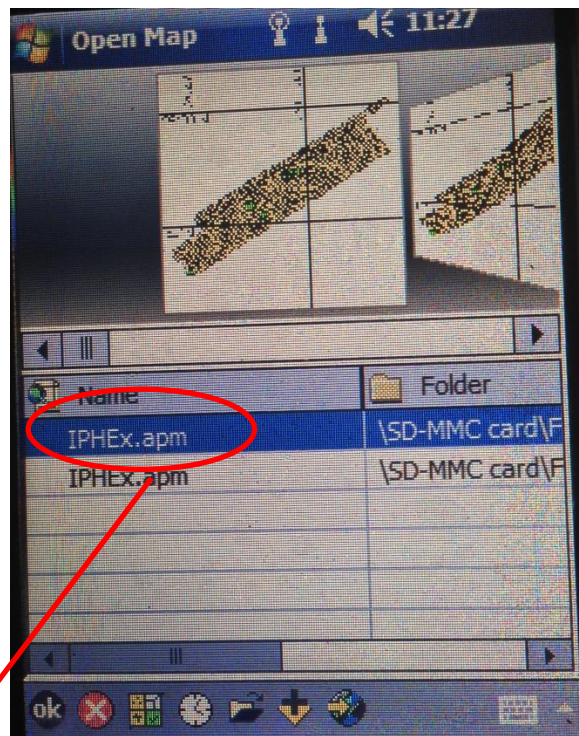 Open Map 11:27
Name Folder
IPHEx.apm \SD-MMC card\F
IPHEx.apm \SD-MMC card\F
ok